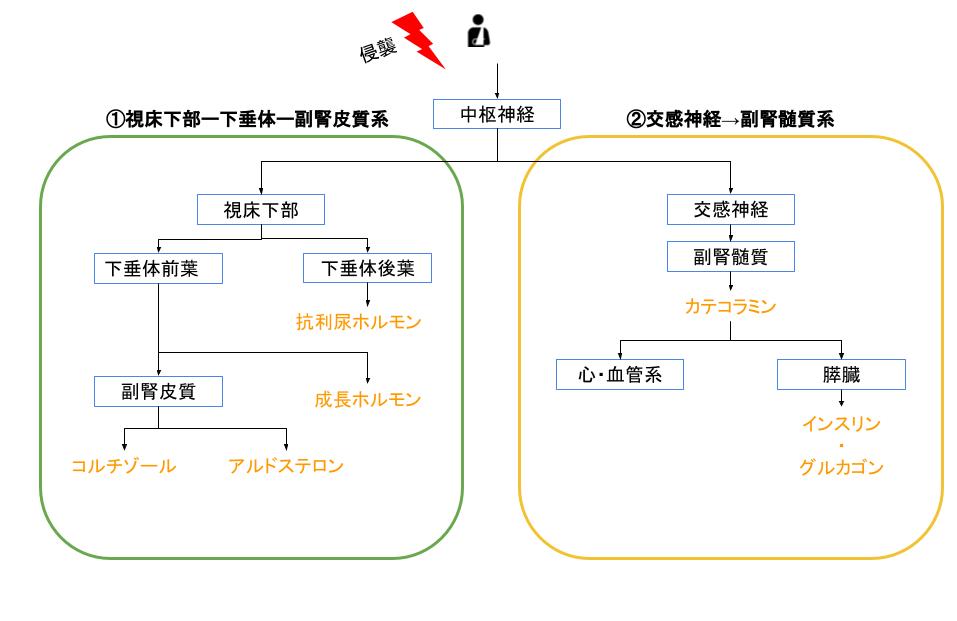 侵襲
中枢神経
①視床下部ー下垂体ー副腎皮質系
②交感神経→副腎髄質系
視床下部
下垂体前葉
下垂体後葉
抗利尿ホルモン
副腎皮質
成長ホルモン
コルチゾール
アルドステロン
交感神経
副腎髄質
カテコラミン
心・血管系
膵臓
インスリン
・
グルカゴン